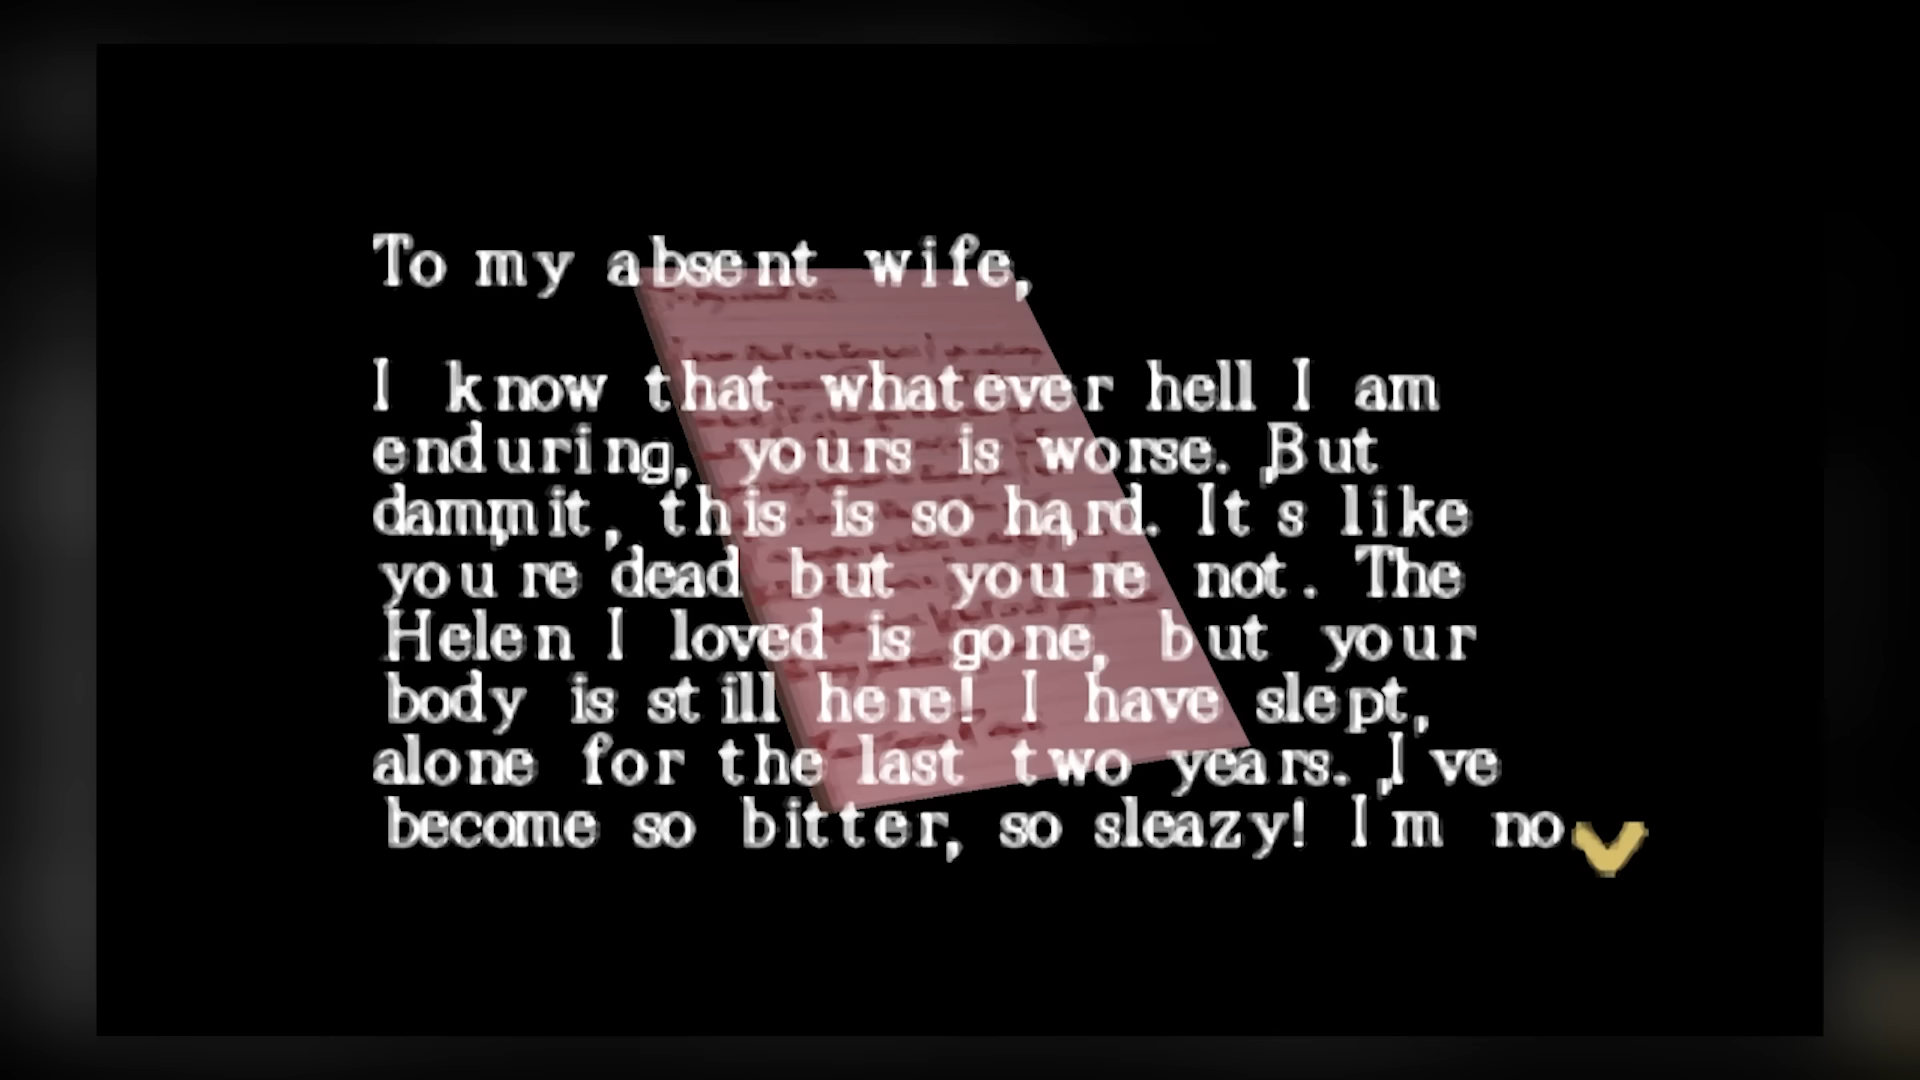 To my absent wife,
I know that whatever hell I am
enduring, yours is worse. But
dammit, this is so hard. It,s like
you,re dead but you,re not. The
Helen I loved is gone, but your
body is still here! I have slept,
alone for the last two years. I,ve
become so bitter, so sleazy! I'm no